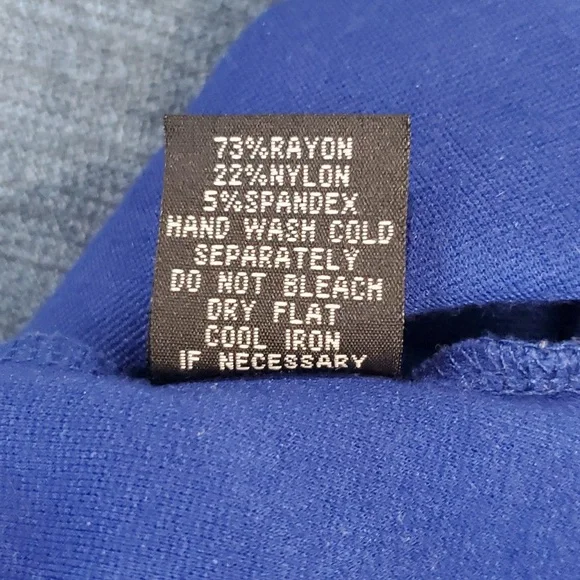 73%RAYON
22%NYLON
5%SPANDEX
HAND WASH COLD
SEPARATELY
DO NOT BLEACH
DRY FLAT
COOL IRON
IF NECESSARY